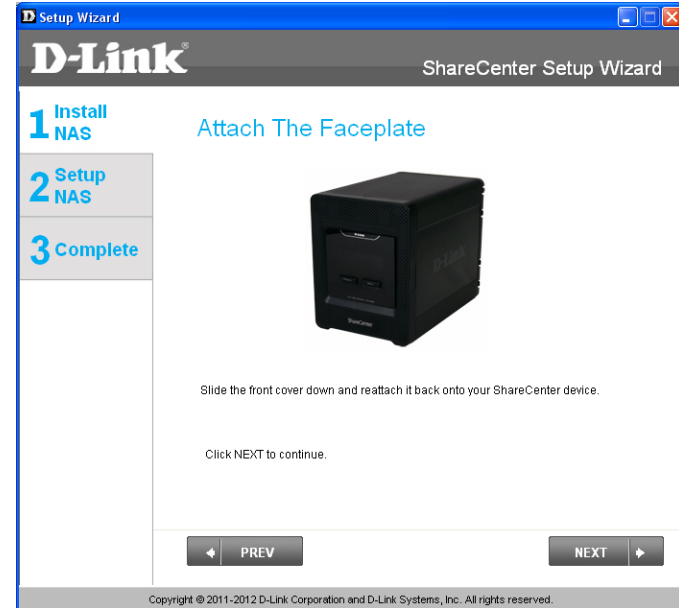 Setup Wizard
D-Link®
ShareCenter Setup Wizard
1 Install
NAS
2 Setup
NAS
3 Complete
Attach The Faceplate
D-Link
ShareCenter
Slide the front cover down and reattach it back onto your ShareCenter device.
Click NEXT to continue.
PREV
NEXT
Copyright © 2011-2012 D-Link Corporation and D-Link Systems, Inc. All rights reserved.